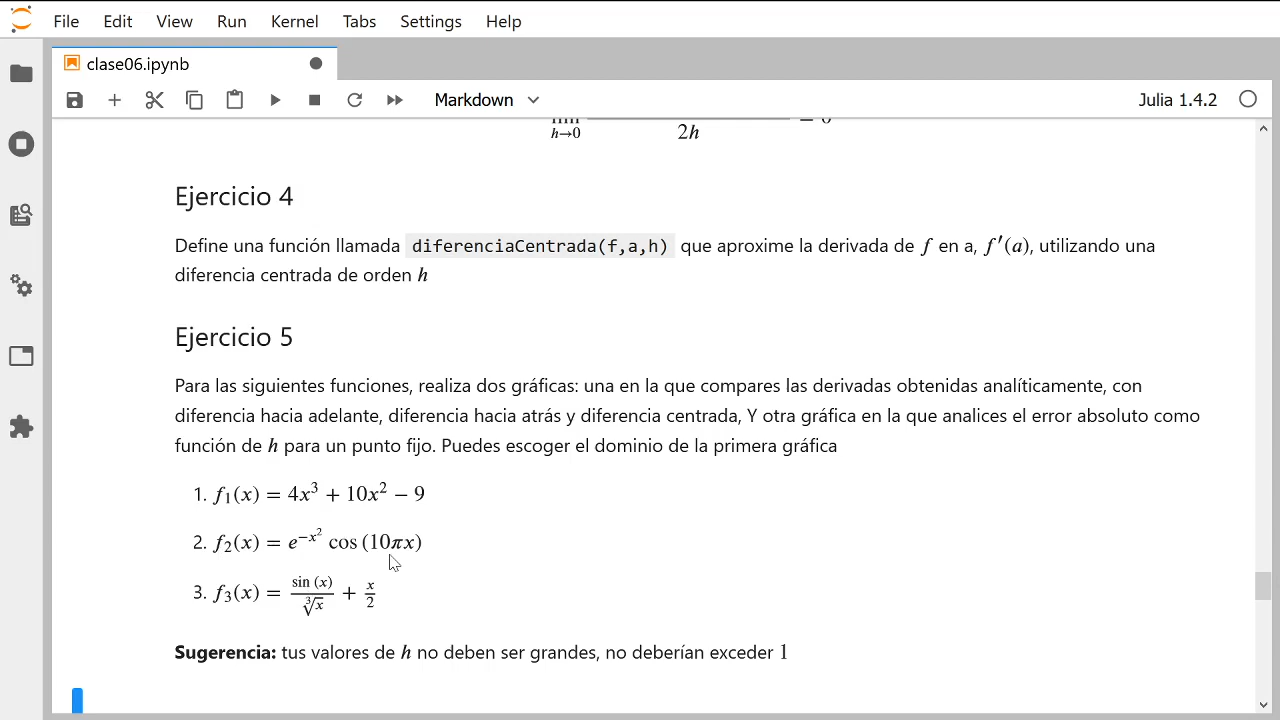 File Edit View Run Kernel Tabs Settings Help
clase06.ipynb
Markdown Julia 1.4.2
h→0 2h
Ejercicio 4
Define una función llamada diferenciaCentrada(f,a,h) que aproxime la derivada de f en a, f′(a), utilizando una
diferencia centrada de orden h
Ejercicio 5
Para las siguientes funciones, realiza dos gráficas: una en la que compares las derivadas obtenidas analíticamente, con
diferencia hacia adelante, diferencia hacia atrás y diferencia centrada, Y otra gráfica en la que analices el error absoluto como
función de h para un punto fijo. Puedes escoger el dominio de la primera gráfica
1. f₁(x) = 4x³ + 10x² − 9
2. f₂(x) = e^{−x²} cos (10πx)
3. f₃(x) = sin (x)/∛x + x/2
Sugerencia: tus valores de h no deben ser grandes, no deberían exceder 1